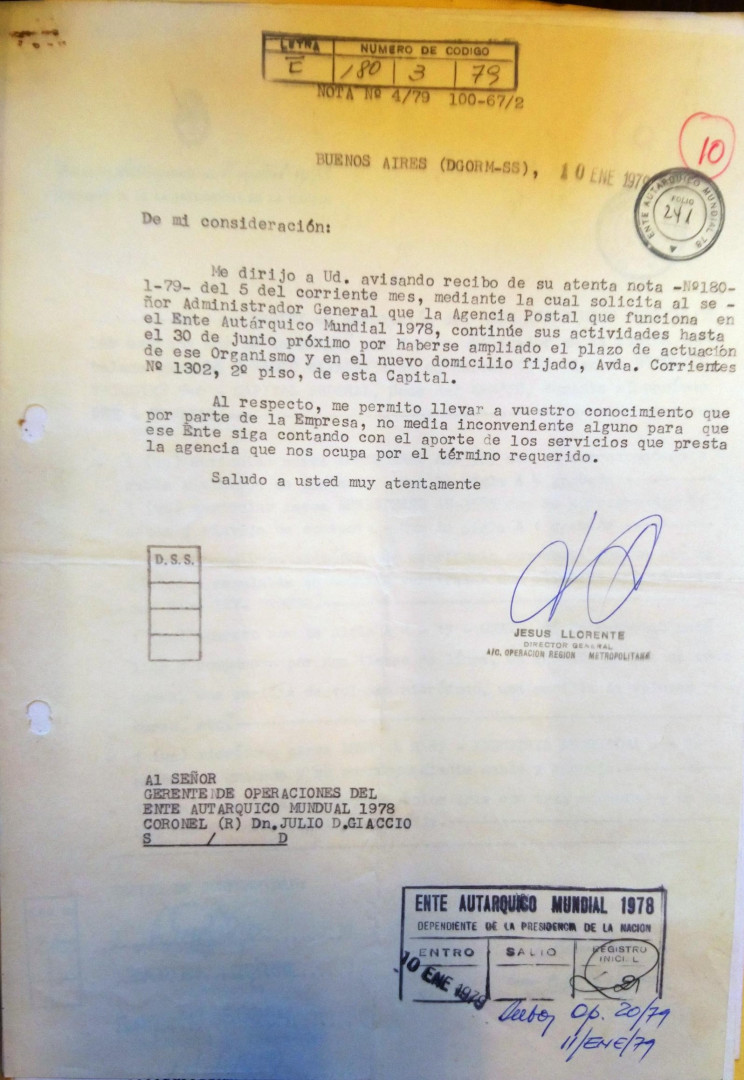 LETRA NUMERO DE CODIGO
E 180 3 79
NOTA Nº 4/79 100-67/2
10
BUENOS AIRES (DGORM-SS), 10 ENE 1979
ENTE AUTARQUICO MUNDIAL 78
FOLIO
241
De mi consideración:
Me dirijo a Ud. avisando recibo de su atenta nota -Nº180-
1-79- del 5 del corriente mes, mediante la cual solicita al se -
ñor Administrador General que la Agencia Postal que funciona en
el Ente Autárquico Mundial 1978, continúe sus actividades hasta
el 30 de junio próximo por haberse ampliado el plazo de actuación
de ese Organismo y en el nuevo domicilio fijado, Avda. Corrientes
Nº 1302, 2º piso, de esta Capital.
Al respecto, me permito llevar a vuestro conocimiento que
por parte de la Empresa, no media inconveniente alguno para que
ese Ente siga contando con el aporte de los servicios que presta
la agencia que nos ocupa por el término requerido.
Saludo a usted muy atentamente
D.S.S.
JESUS LLORENTE
DIRECTOR GENERAL
A/C. OPERACION REGION METROPOLITANA
Al SEÑOR
GERENTE DE OPERACIONES DEL
ENTE AUTARQUICO MUNDUAL 1978
CORONEL (R) Dn.JULIO D.GIACCIO
S / D
ENTE AUTARQUICO MUNDIAL 1978
DEPENDIENTE DE LA PRESIDENCIA DE LA NACION
ENTRO SALIO REGISTRO
INICIAL
10 ENE 1979
Op. 20/79
11/ENE/79